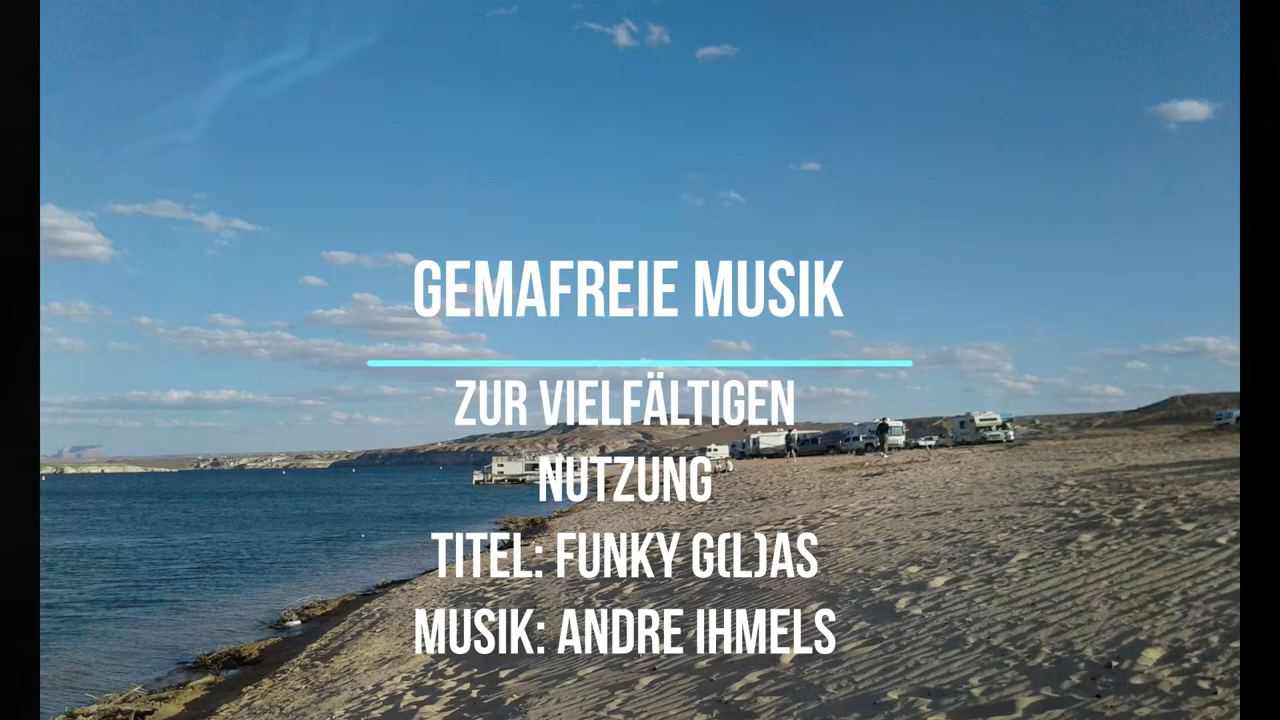 GEMAFREIE MUSIK
ZUR VIELFÄLTIGEN
NUTZUNG
TITEL: FUNKY G(L)AS
MUSIK: ANDRE IHMELS